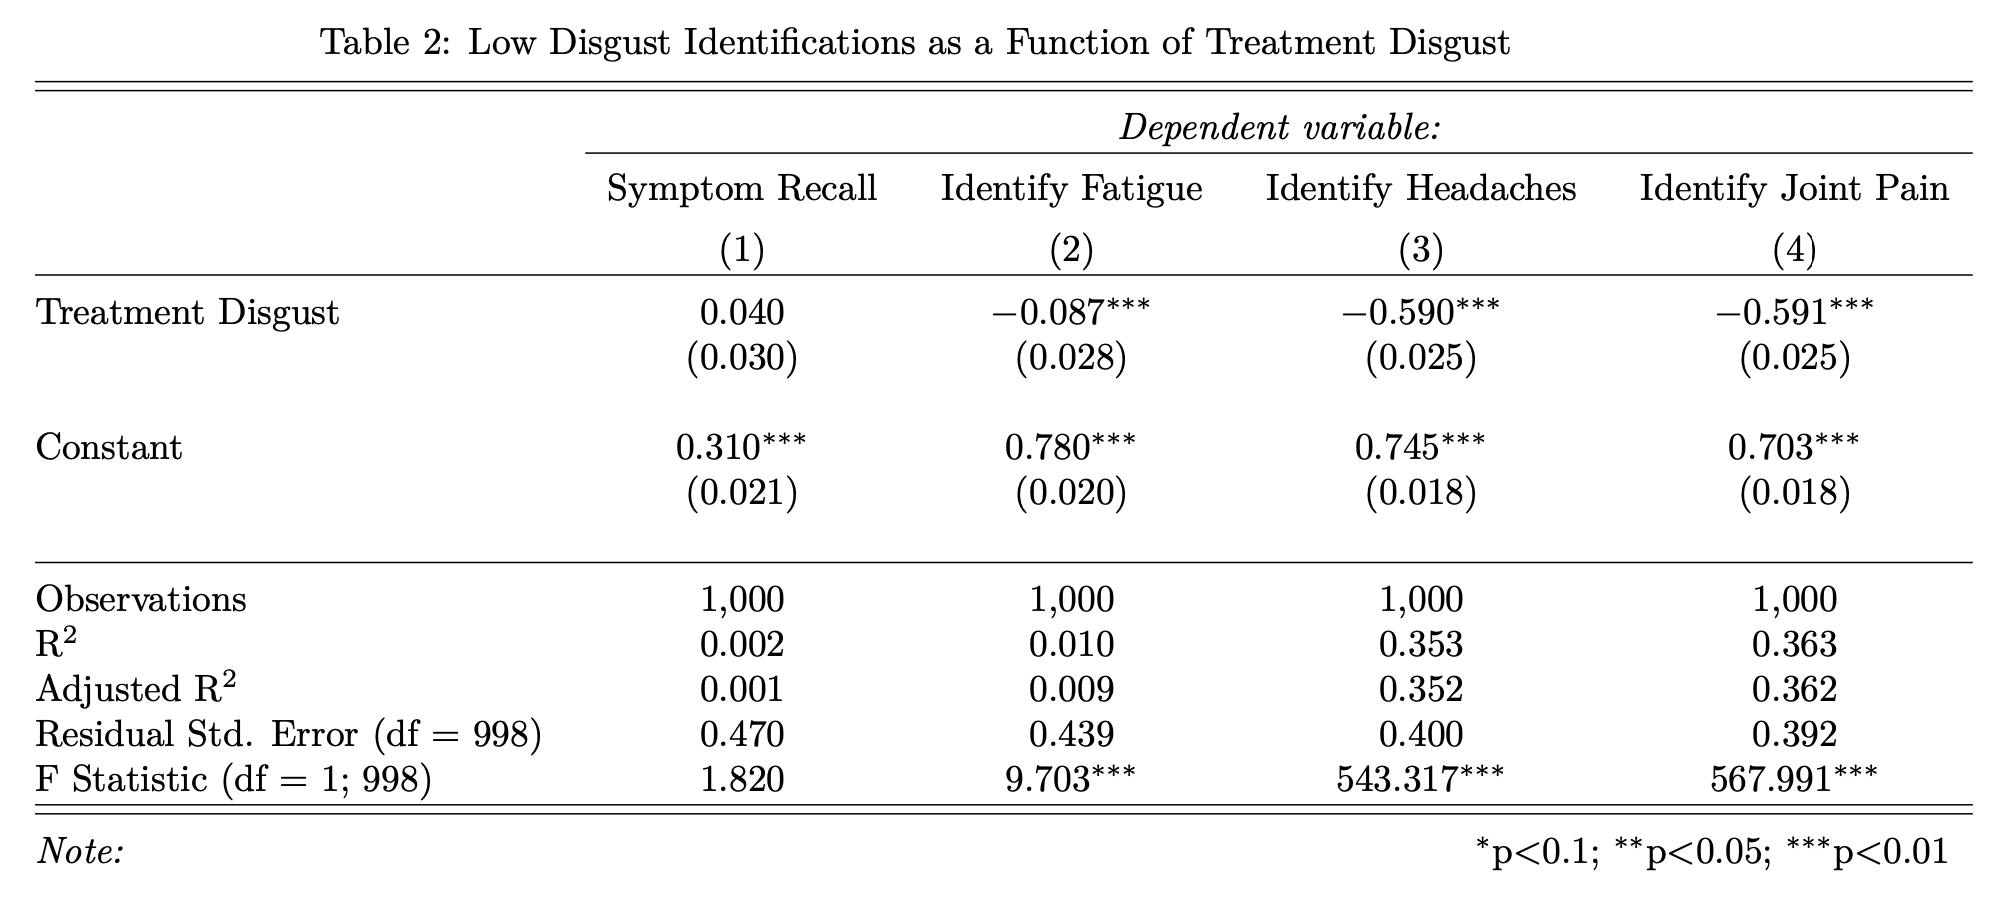 Table 2: Low Disgust Identifications as a Function of Treatment Disgust
Dependent variable:
Symptom Recall Identify Fatigue Identify Headaches Identify Joint Pain
(1) (2) (3) (4)
Treatment Disgust 0.040 −0.087*** −0.590*** −0.591***
(0.030) (0.028) (0.025) (0.025)
Constant 0.310*** 0.780*** 0.745*** 0.703***
(0.021) (0.020) (0.018) (0.018)
Observations 1,000 1,000 1,000 1,000
R² 0.002 0.010 0.353 0.363
Adjusted R² 0.001 0.009 0.352 0.362
Residual Std. Error (df = 998) 0.470 0.439 0.400 0.392
F Statistic (df = 1; 998) 1.820 9.703*** 543.317*** 567.991***
Note: *p<0.1; **p<0.05; ***p<0.01